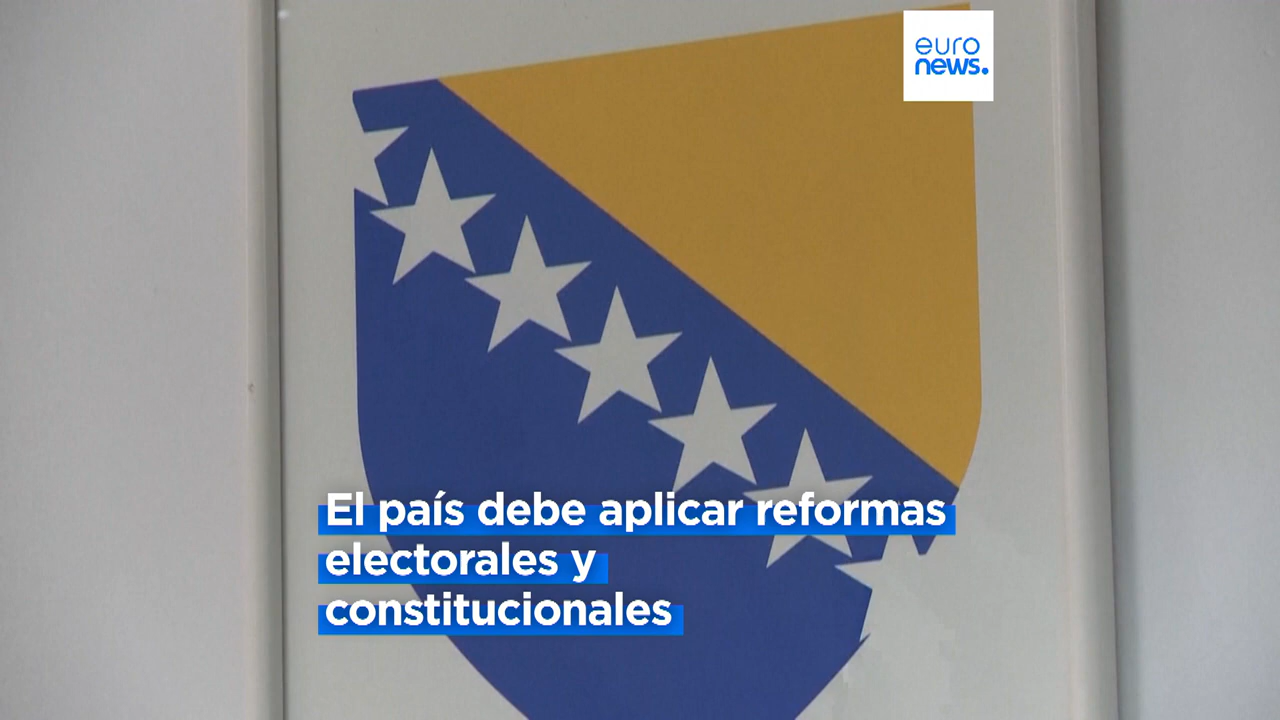 euro
news.
El país debe aplicar reformas
electorales y
constitucionales